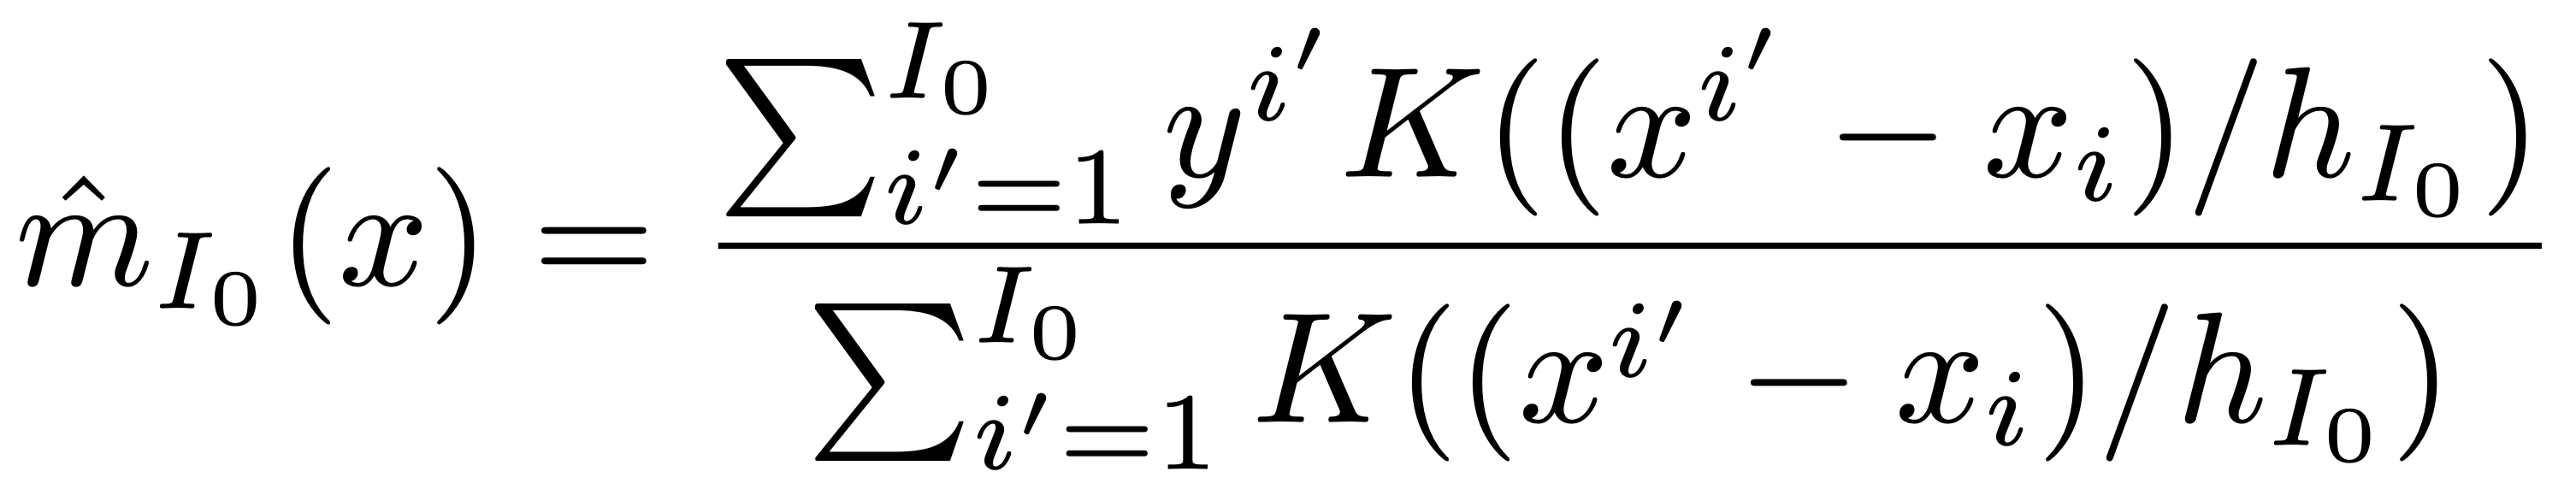 \hat{m}_{I_0}(x) = \frac{\sum_{i'=1}^{I_0} y^{i'} K((x^{i'} - x_i)/h_{I_0})}{\sum_{i'=1}^{I_0} K((x^{i'} - x_i)/h_{I_0})}